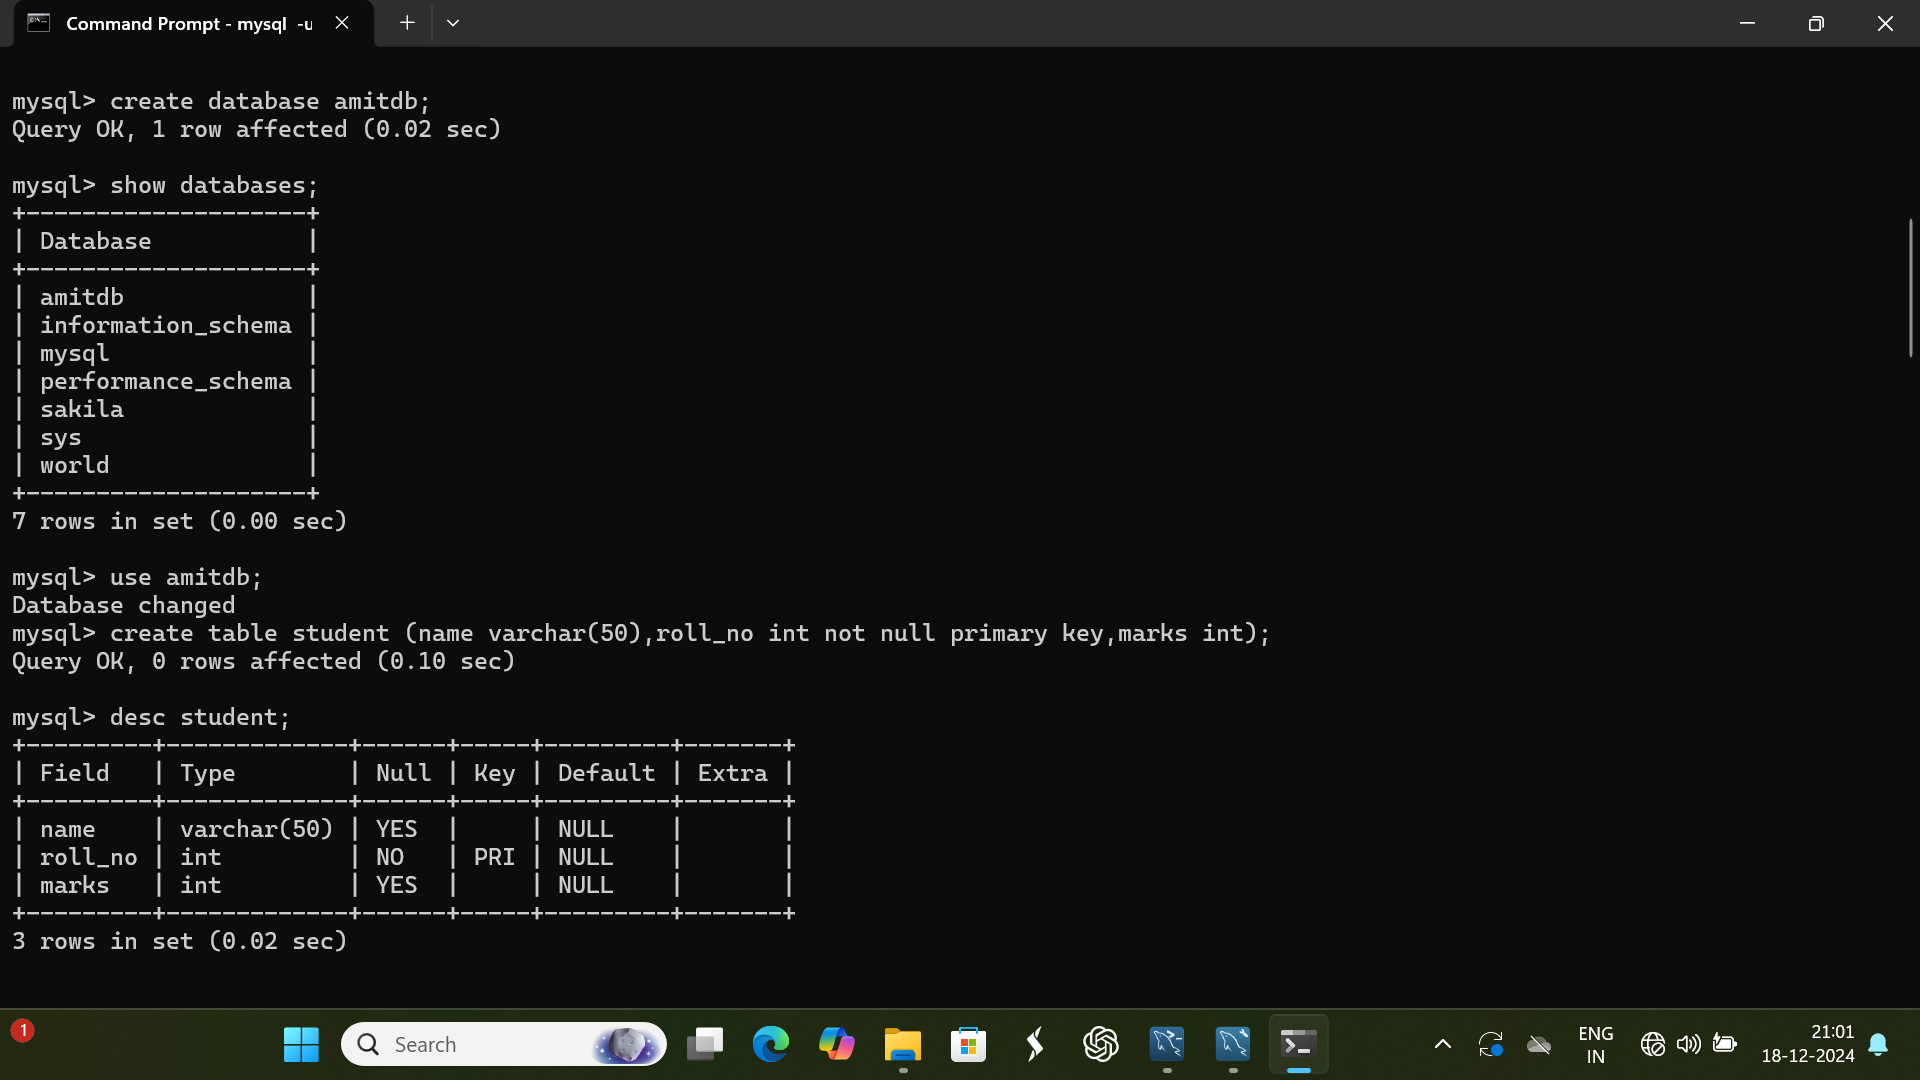 Command Prompt - mysql -u
mysql> create database amitdb;
Query OK, 1 row affected (0.02 sec)
mysql> show databases;
+--------------------+
| Database           |
+--------------------+
| amitdb             |
| information_schema |
| mysql              |
| performance_schema |
| sakila             |
| sys                |
| world              |
+--------------------+
7 rows in set (0.00 sec)
mysql> use amitdb;
Database changed
mysql> create table student (name varchar(50),roll_no int not null primary key,marks int);
Query OK, 0 rows affected (0.10 sec)
mysql> desc student;
+---------+-------------+------+-----+---------+-------+
| Field   | Type        | Null | Key | Default | Extra |
+---------+-------------+------+-----+---------+-------+
| name    | varchar(50) | YES  |     | NULL    |       |
| roll_no | int         | NO   | PRI | NULL    |       |
| marks   | int         | YES  |     | NULL    |       |
+---------+-------------+------+-----+---------+-------+
3 rows in set (0.02 sec)
1
Search
ENG
IN
21:01
18-12-2024